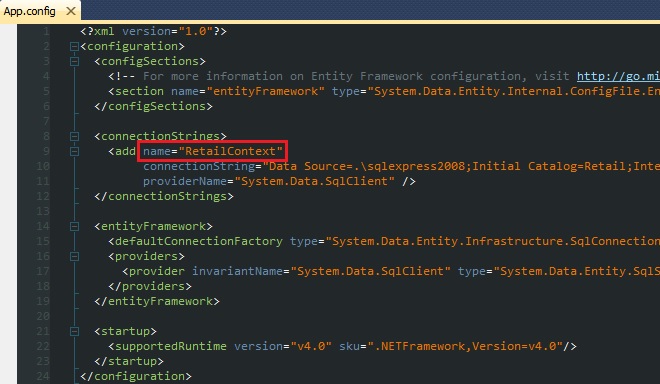 App.config ✕
1 <?xml version="1.0"?>
2 <configuration>
3 <configSections>
4 <!-- For more information on Entity Framework configuration, visit http://go.mi
5 <section name="entityFramework" type="System.Data.Entity.Internal.ConfigFile.En
6 </configSections>
7
8 <connectionStrings>
9 <add name="RetailContext"
10 connectionString="Data Source=.\sqlexpress2008;Initial Catalog=Retail;Inte
11 providerName="System.Data.SqlClient" />
12 </connectionStrings>
13
14 <entityFramework>
15 <defaultConnectionFactory type="System.Data.Entity.Infrastructure.SqlConnection
16 <providers>
17 <provider invariantName="System.Data.SqlClient" type="System.Data.Entity.SqlS
18 </providers>
19 </entityFramework>
20
21 <startup>
22 <supportedRuntime version="v4.0" sku=".NETFramework,Version=v4.0"/>
23 </startup>
24 </configuration>